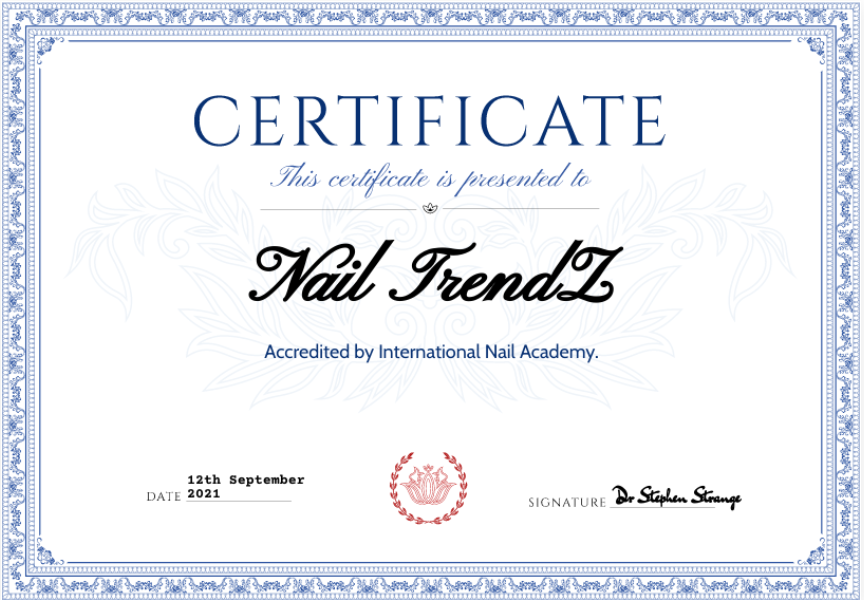 CERTIFICATE
This certificate is presented to
Nail TrendZ
Accredited by International Nail Academy.
12th September
DATE 2021
SIGNATURE Dr Stephen Strange